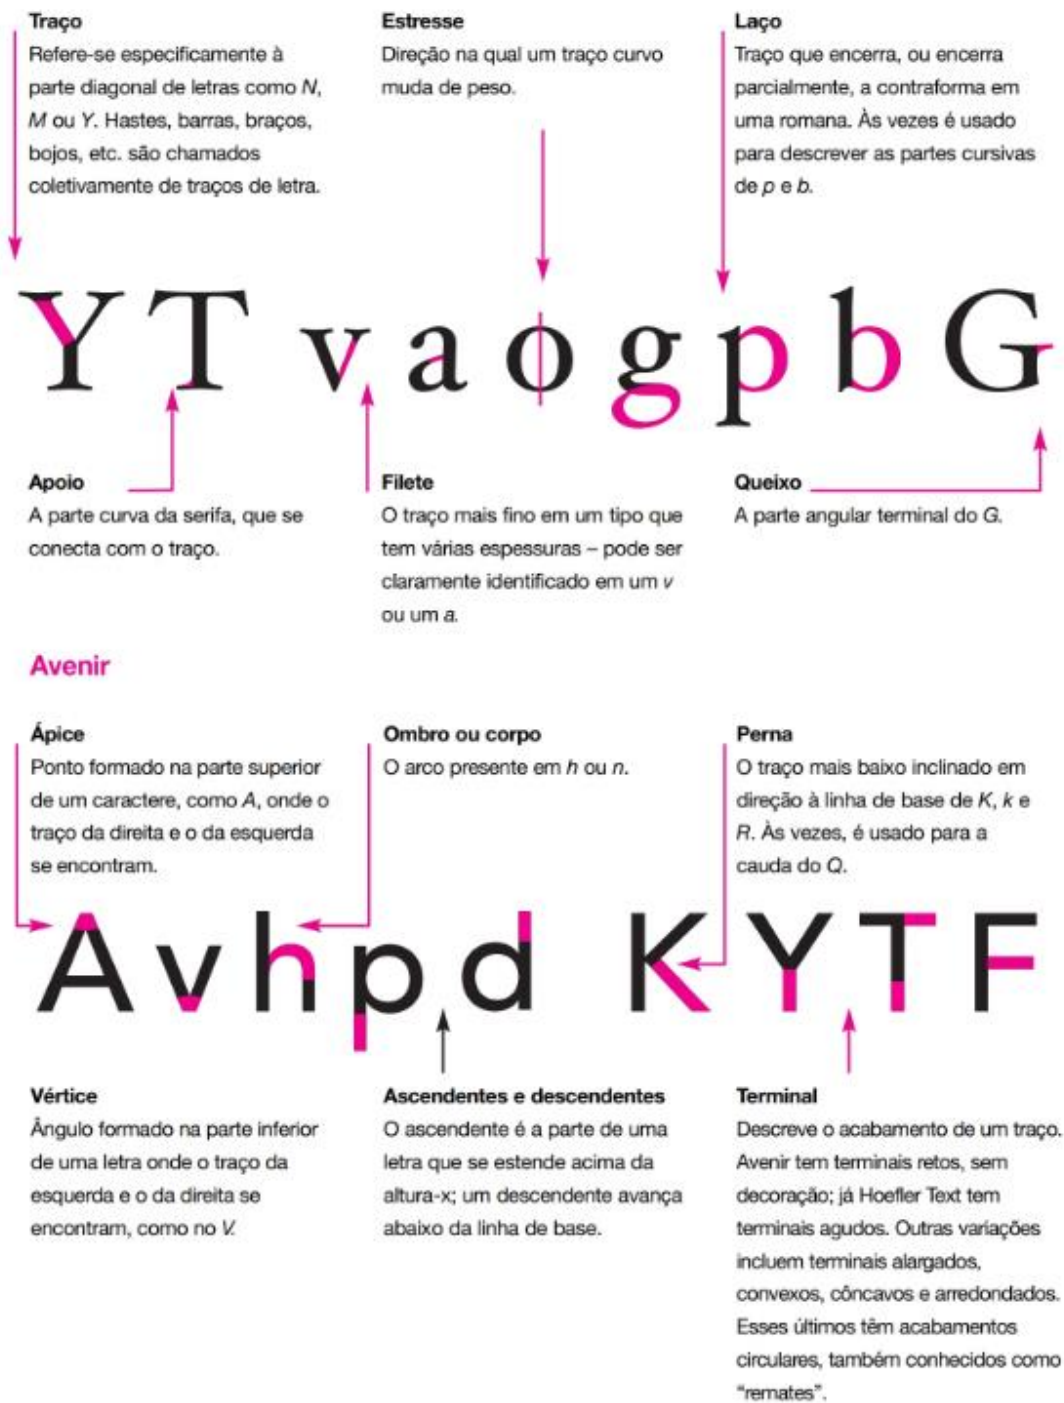 Traço
Refere-se especificamente à
parte diagonal de letras como N,
M ou Y. Hastes, barras, braços,
bojos, etc. são chamados
coletivamente de traços de letra.
Estresse
Direção na qual um traço curvo
muda de peso.
Laço
Traço que encerra, ou encerra
parcialmente, a contraforma em
uma romana. Às vezes é usado
para descrever as partes cursivas
de p e b.
Y T v a o g p b G
Apoio
A parte curva da serifa, que se
conecta com o traço.
Filete
O traço mais fino em um tipo que
tem várias espessuras – pode ser
claramente identificado em um v
ou um a.
Queixo
A parte angular terminal do G.
Avenir
Ápice
Ponto formado na parte superior
de um caractere, como A, onde o
traço da direita e o da esquerda
se encontram.
Ombro ou corpo
O arco presente em h ou n.
Perna
O traço mais baixo inclinado em
direção à linha de base de K, k e
R. Às vezes, é usado para a
cauda do Q.
A v h p d K Y T F
Vértice
Ângulo formado na parte inferior
de uma letra onde o traço da
esquerda e o da direita se
encontram, como no V.
Ascendentes e descendentes
O ascendente é a parte de uma
letra que se estende acima da
altura-x; um descendente avança
abaixo da linha de base.
Terminal
Descreve o acabamento de um traço.
Avenir tem terminais retos, sem
decoração; já Hoefler Text tem
terminais agudos. Outras variações
incluem terminais alargados,
convexos, côncavos e arredondados.
Esses últimos têm acabamentos
circulares, também conhecidos como
“remates”.